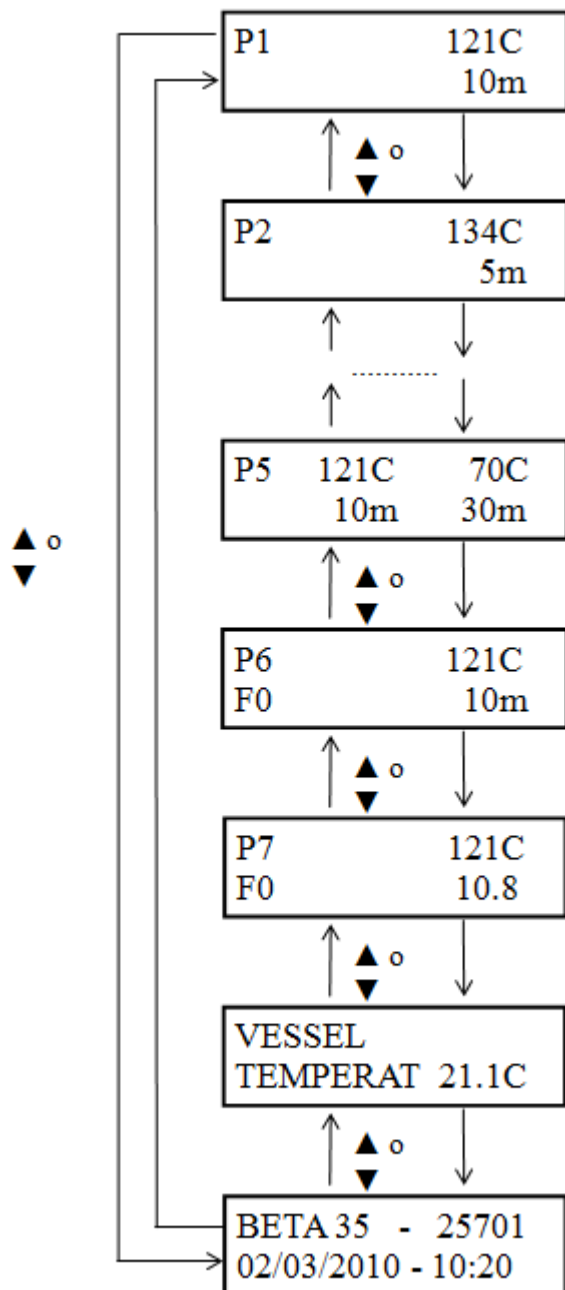 P1 121C
10m
▲ o
▼
P2 134C
5m
P5 121C 70C
10m 30m
▲ o
▼
▲ o
▼
P6 121C
F0 10m
▲ o
▼
P7 121C
F0 10.8
▲ o
▼
VESSEL
TEMPERAT 21.1C
▲ o
▼
BETA 35 - 25701
02/03/2010 - 10:20